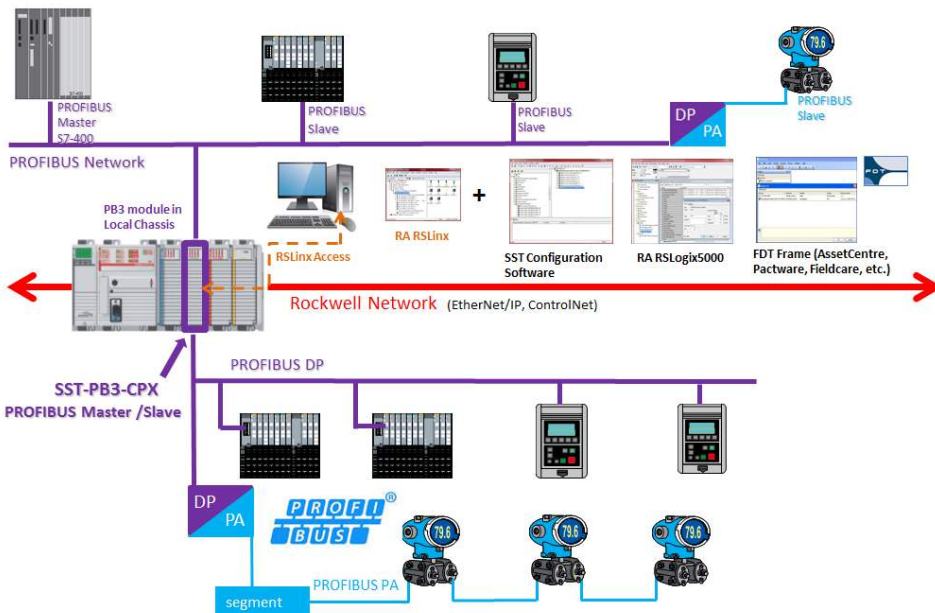 S7-400
PROFIBUS
Master
S7-400
PROFIBUS
Slave
PROFIBUS
Slave
DP
PA
79.6
PROFIBUS
Slave
PROFIBUS Network
PB3 module in
Local Chassis
RSLinx Access
RA RSLinx
+
SST Configuration
Software
RA RSLogix5000
FDT
FDT Frame (AssetCentre,
Pactware, Fieldcare, etc.)
Rockwell Network (EtherNet/IP, ControlNet)
SST-PB3-CPX
PROFIBUS Master /Slave
PROFIBUS DP
DP
PA
PROFI
BUS
®
79.6
79.6
79.6
PROFIBUS PA
segment